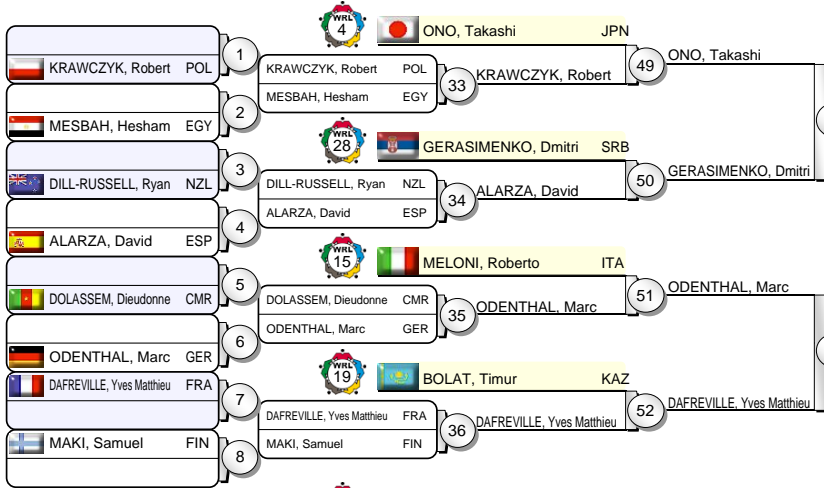 WRL
4
ONO, Takashi JPN
1
KRAWCZYK, Robert POL
KRAWCZYK, Robert POL
MESBAH, Hesham EGY
33
KRAWCZYK, Robert
49
ONO, Takashi
2
MESBAH, Hesham EGY
WRL
28
GERASIMENKO, Dmitri SRB
3
DILL-RUSSELL, Ryan NZL
DILL-RUSSELL, Ryan NZL
ALARZA, David ESP
34
ALARZA, David
50
GERASIMENKO, Dmitri
4
ALARZA, David ESP
WRL
15
MELONI, Roberto ITA
5
DOLASSEM, Dieudonne CMR
DOLASSEM, Dieudonne CMR
ODENTHAL, Marc GER
35
ODENTHAL, Marc
51
ODENTHAL, Marc
6
ODENTHAL, Marc GER
WRL
19
BOLAT, Timur KAZ
DAFREVILLE, Yves Matthieu FRA
7
DAFREVILLE, Yves Matthieu FRA
MAKI, Samuel FIN
36
DAFREVILLE, Yves Matthieu
52
DAFREVILLE, Yves Matthieu
MAKI, Samuel FIN
8